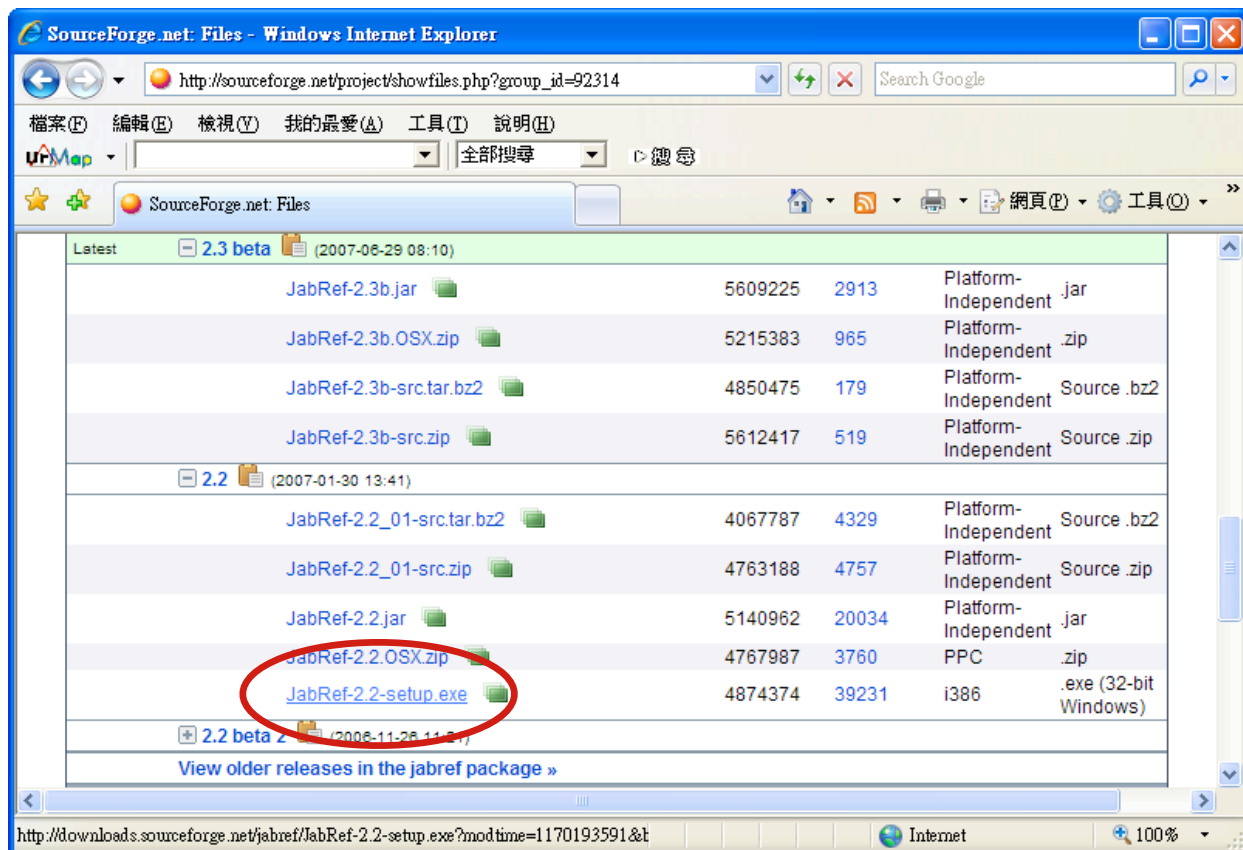 SourceForge.net: Files - Windows Internet Explorer
http://sourceforge.net/project/showfiles.php?group_id=92314
Search Google
檔案(F) 編輯(E) 檢視(V) 我的最愛(A) 工具(T) 說明(H)
urMap 全部搜尋
SourceForge.net: Files 網頁(P) 工具(O) »
Latest 2.3 beta (2007-06-29 08:10)
JabRef-2.3b.jar 5609225 2913 Platform-Independent .jar
JabRef-2.3b.OSX.zip 5215383 965 Platform-Independent .zip
JabRef-2.3b-src.tar.bz2 4850475 179 Platform-Independent Source .bz2
JabRef-2.3b-src.zip 5612417 519 Platform-Independent Source .zip
2.2 (2007-01-30 13:41)
JabRef-2.2_01-src.tar.bz2 4067787 4329 Platform-Independent Source .bz2
JabRef-2.2_01-src.zip 4763188 4757 Platform-Independent Source .zip
JabRef-2.2.jar 5140962 20034 Platform-Independent .jar
JabRef-2.2.OSX.zip 4767987 3760 PPC .zip
JabRef-2.2-setup.exe 4874374 39231 i386 .exe (32-bit Windows)
2.2 beta 2 (2006-11-26 11:21)
View older releases in the jabref package »
http://downloads.sourceforge.net/jabref/JabRef-2.2-setup.exe?modtime=1170193591&b
Internet 100%